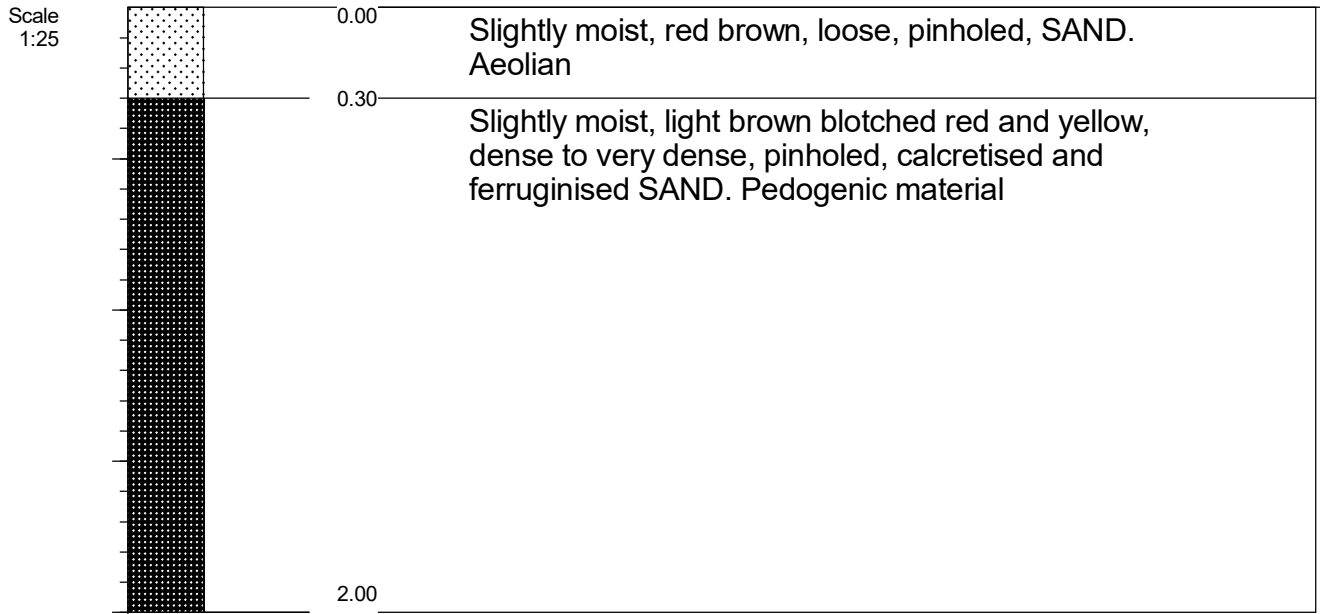 Scale
1:25
0.00
Slightly moist, red brown, loose, pinholed, SAND.
Aeolian
0.30
Slightly moist, light brown blotched red and yellow,
dense to very dense, pinholed, calcretised and
ferruginised SAND. Pedogenic material
2.00